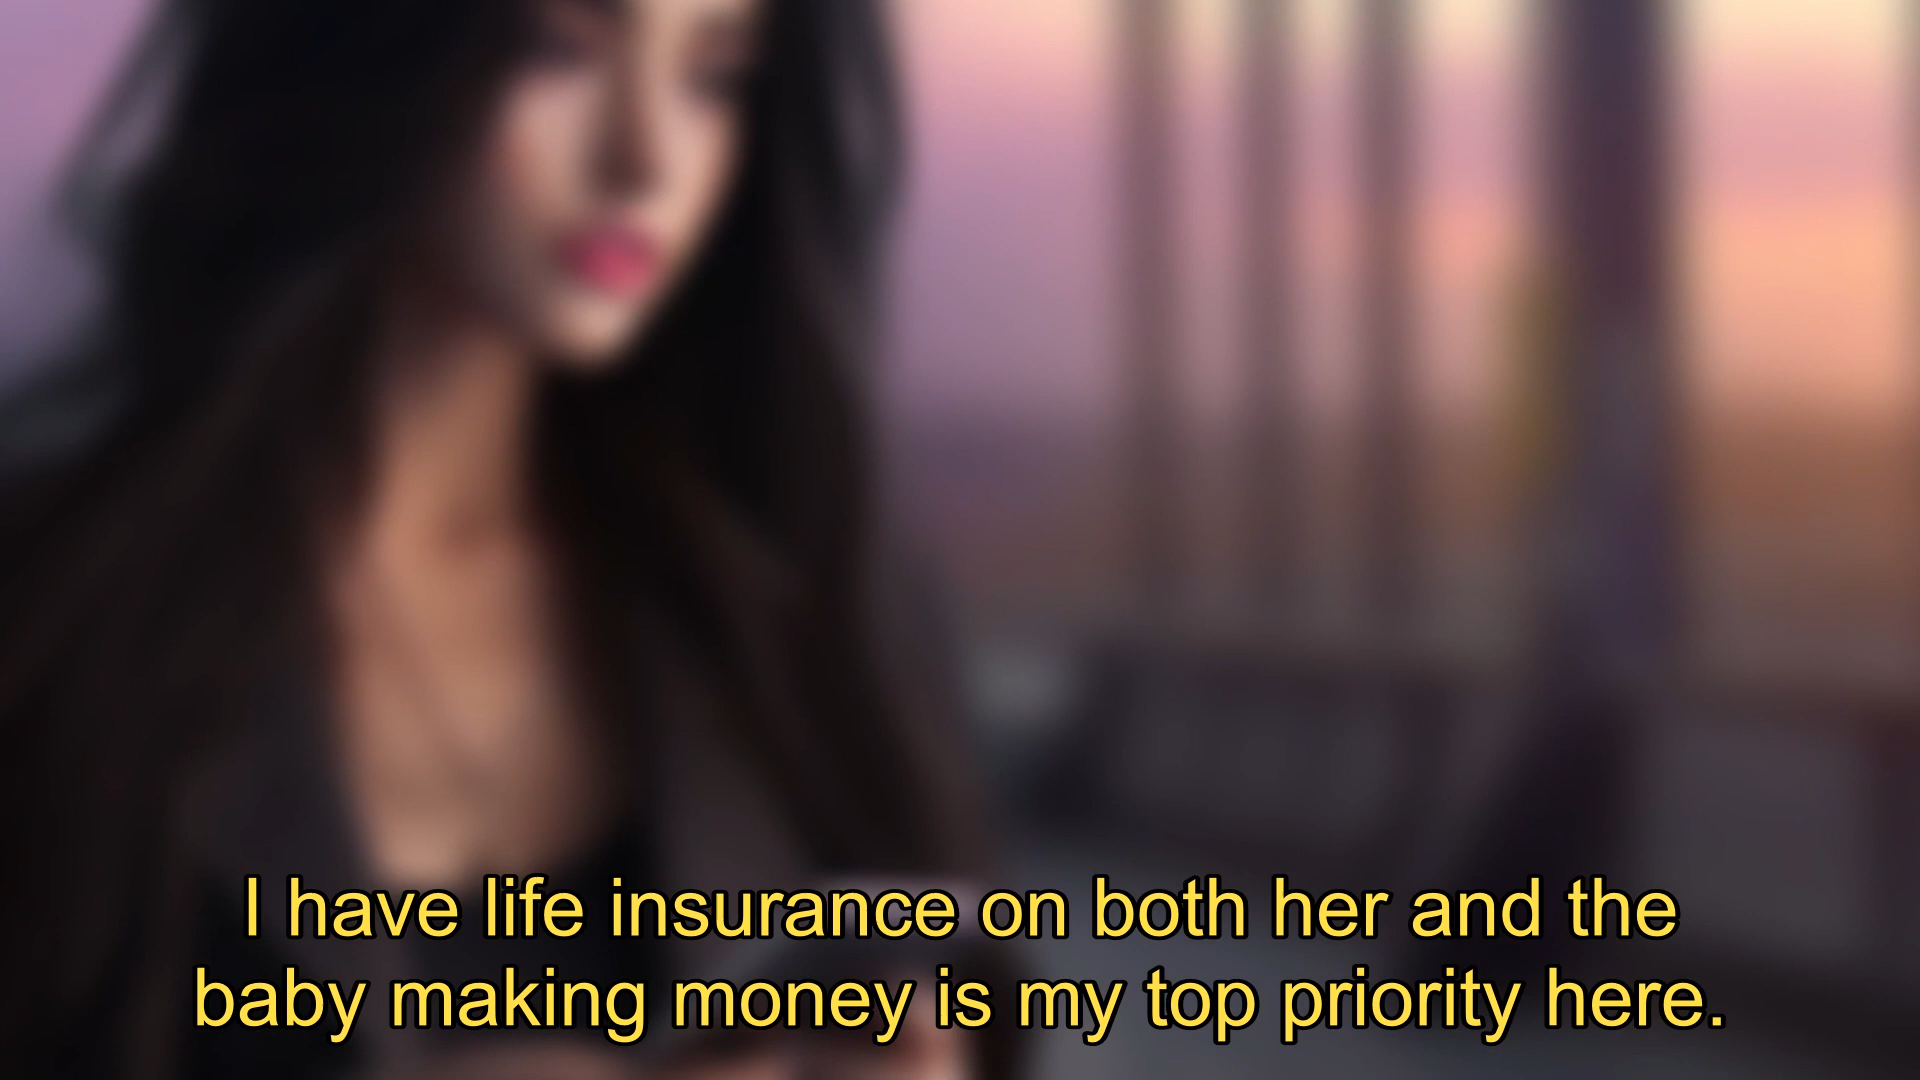 I have life insurance on both her and the
baby making money is my top priority here.